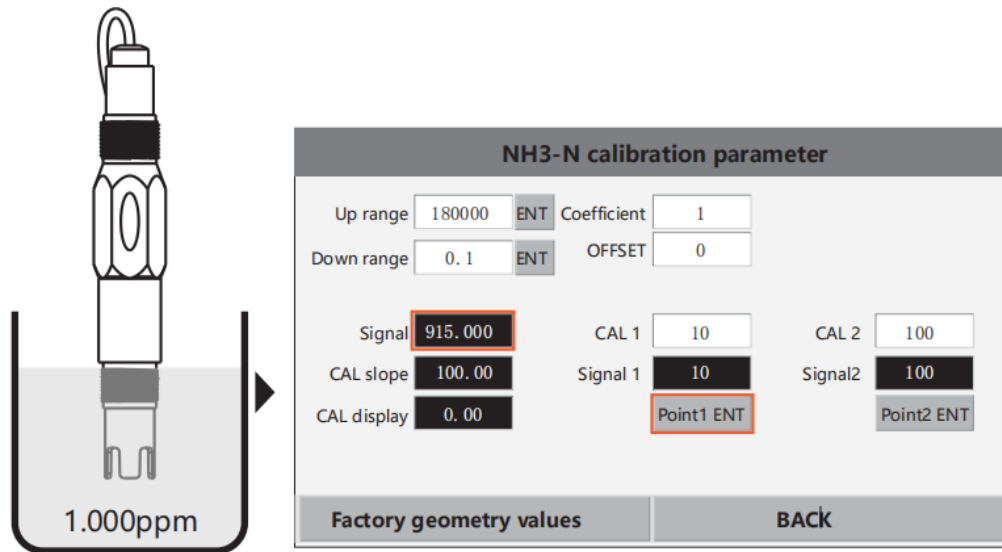 NH3-N calibration parameter
Up range 180000 ENT Coefficient 1
Down range 0.1 ENT OFFSET 0
Signal 915.000 CAL 1 10 CAL 2 100
CAL slope 100.00 Signal 1 10 Signal2 100
CAL display 0.00 Point1 ENT Point2 ENT
1.000ppm
Factory geometry values BACK